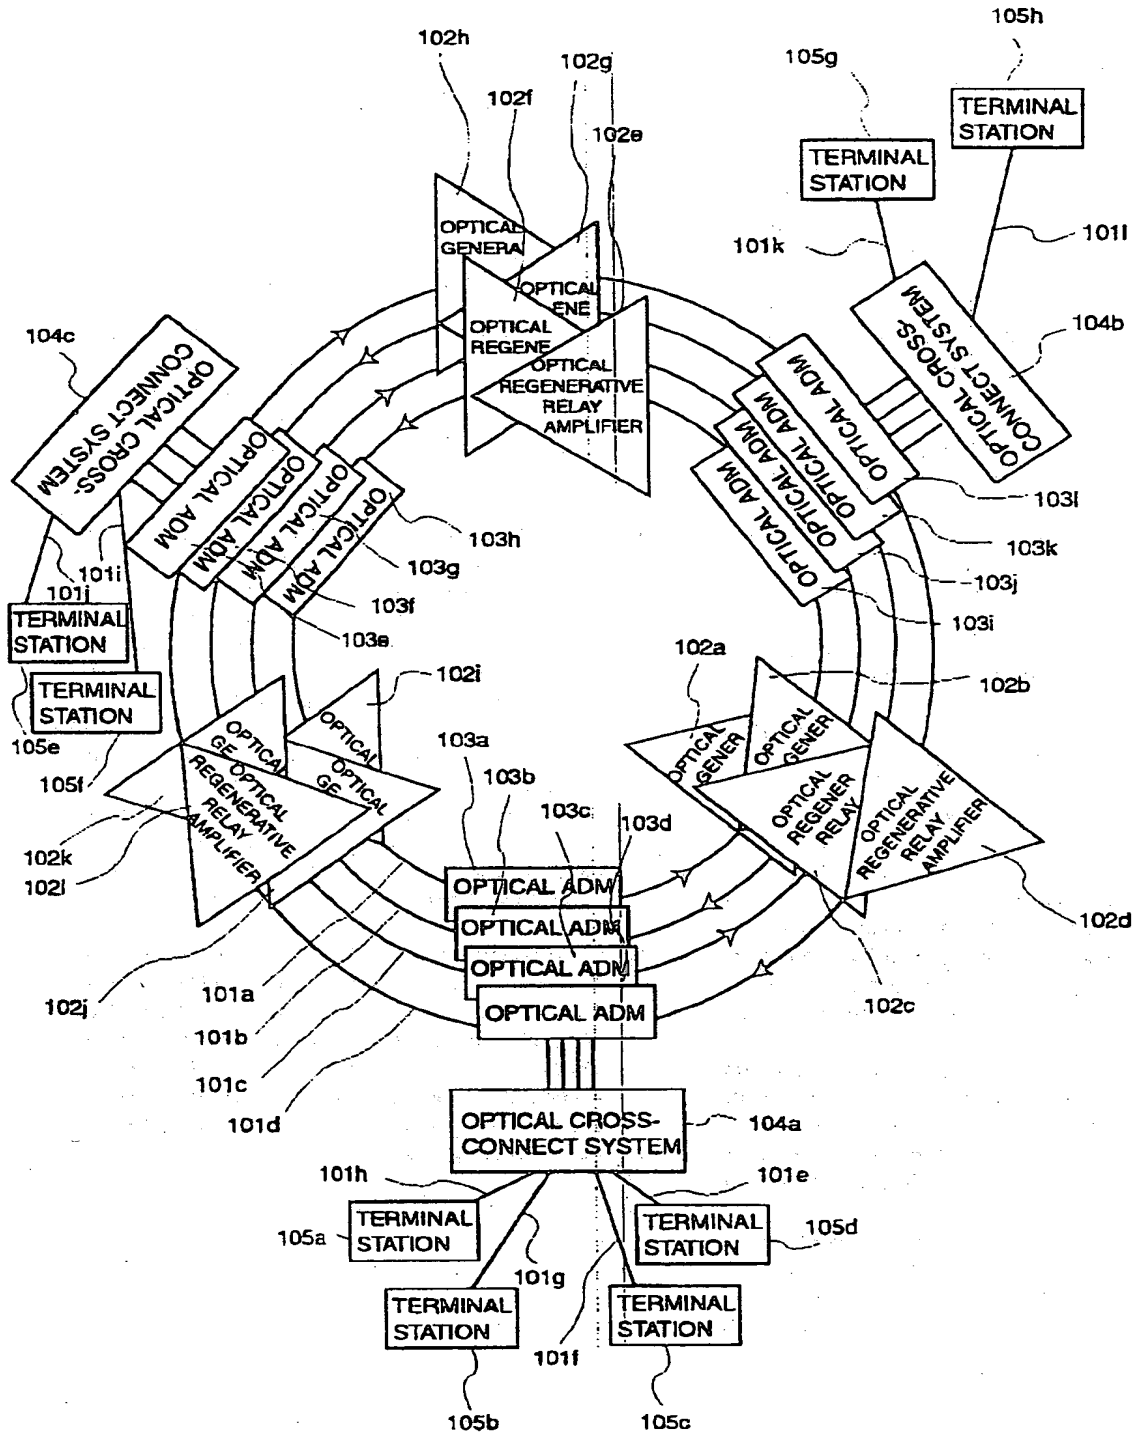 102h
102g
102f
102e
105h
105g
TERMINAL
STATION
TERMINAL
STATION
101k
101l
OPTICAL
GENERA
OPTICAL
ENE
OPTICAL
REGENE
OPTICAL
REGENERATIVE
RELAY
AMPLIFIER
104c
OPTICAL CROSS-
CONNECT SYSTEM
104b
OPTICAL CROSS-
CONNECT SYSTEM
OPTICAL ADM
OPTICAL ADM
OPTICAL ADM
OPTICAL ADM
OPTICAL ADM
OPTICAL ADM
OPTICAL ADM
OPTICAL ADM
103l
103k
103j
103i
103h
103g
103f
103e
101i
101j
TERMINAL
STATION
TERMINAL
STATION
105e
105f
102i
102a
102b
OPTICAL
GE
OPTICAL
REGENERATIVE
RELAY
AMPLIFIER
OPTICAL
GE
OPTICAL
OPTICAL
GENER
OPTICAL
GENER
OPTICAL
REGENER
RELAY
OPTICAL
REGENERATIVE
RELAY
AMPLIFIER
102k
102l
102j
103a
103b
103c
103d
OPTICAL ADM
OPTICAL ADM
OPTICAL ADM
OPTICAL ADM
102d
102c
101a
101b
101c
101d
OPTICAL CROSS-
CONNECT SYSTEM
104a
101h
101e
TERMINAL
STATION
105a
TERMINAL
STATION
105d
101g
101f
TERMINAL
STATION
TERMINAL
STATION
105b
105c